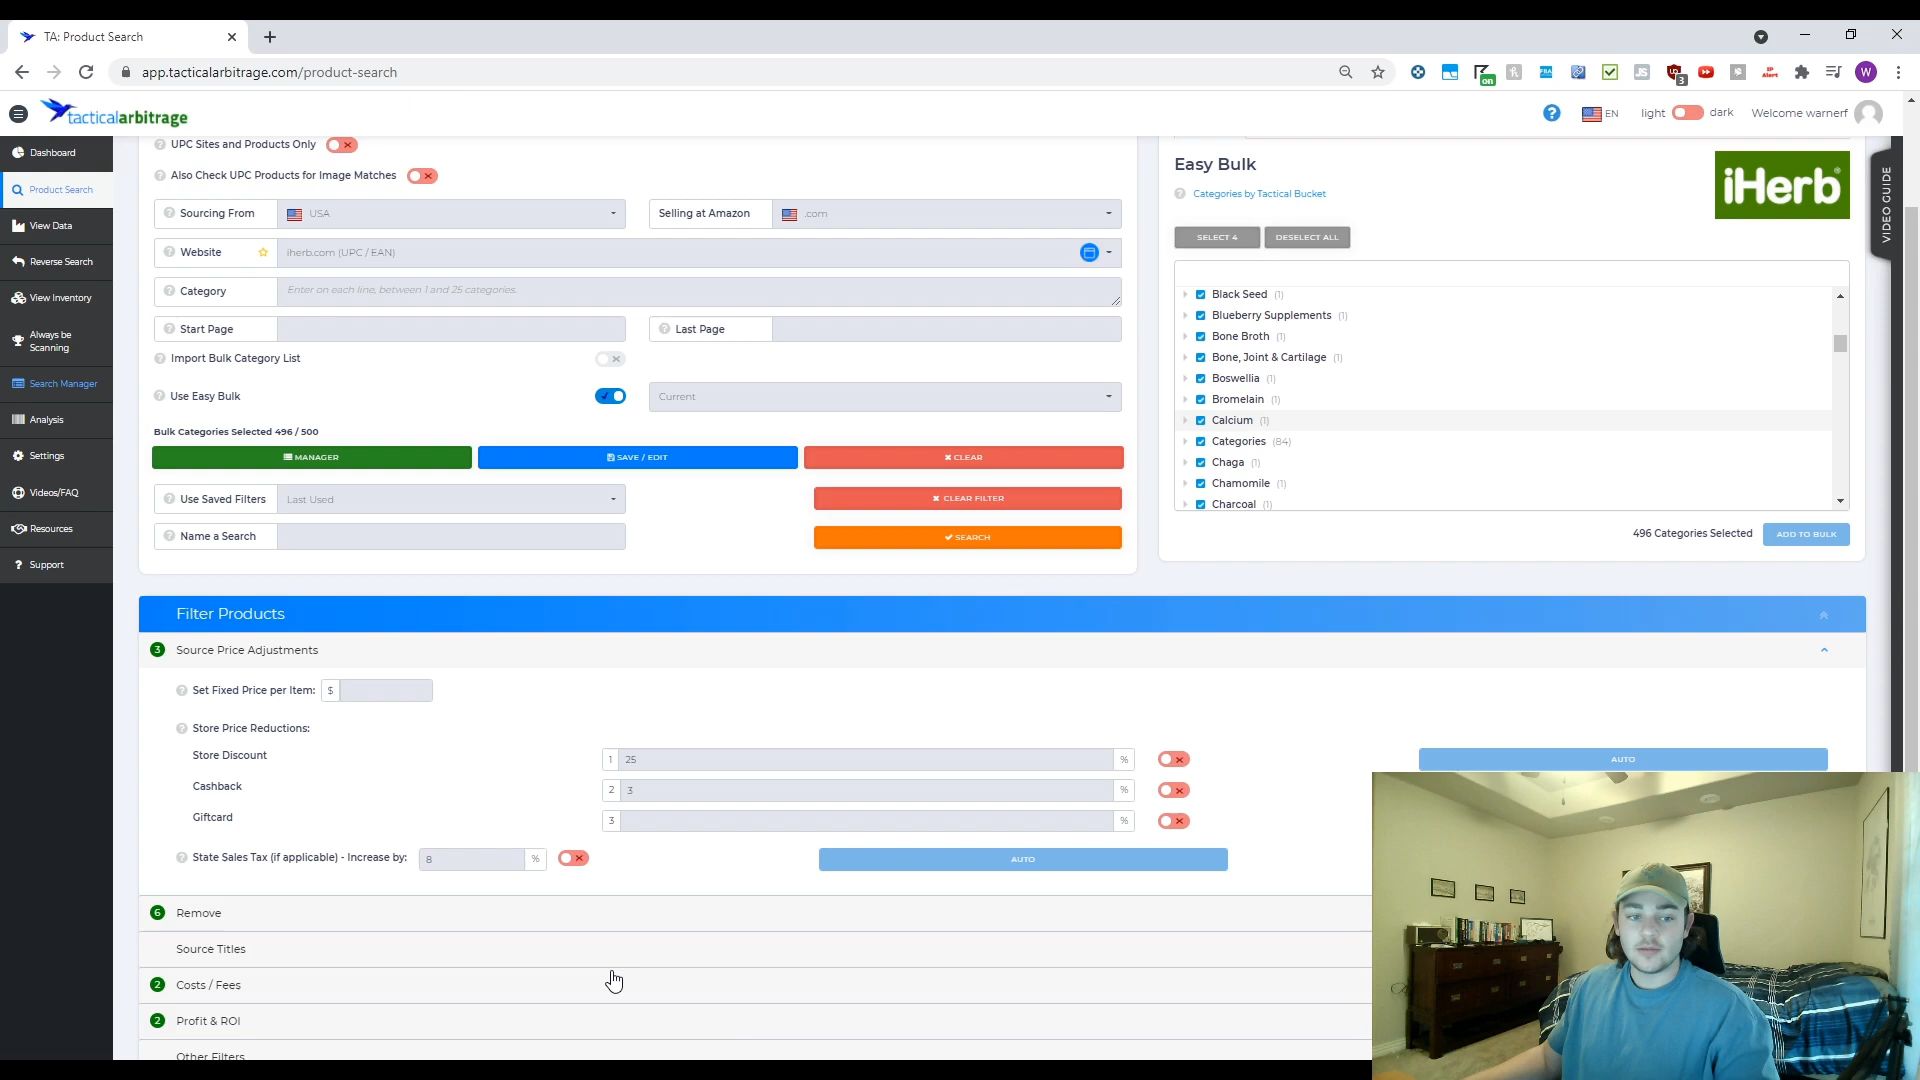 TA: Product Search
app.tacticalarbitrage.com/product-search
on
FBA
JS
3
IP Alert
W
tacticalarbitrage
EN
light
dark
Welcome warnerf
Dashboard
Product Search
View Data
Reverse Search
View Inventory
Always be Scanning
Search Manager
Analysis
Settings
Videos/FAQ
Resources
Support
UPC Sites and Products Only
Also Check UPC Products for Image Matches
Sourcing From
USA
Selling at Amazon
.com
Website
iherb.com (UPC / EAN)
Category
Enter on each line, between 1 and 25 categories.
Start Page
Last Page
Import Bulk Category List
Use Easy Bulk
Current
Bulk Categories Selected 496 / 500
MANAGER
SAVE / EDIT
CLEAR
Use Saved Filters
Last Used
CLEAR FILTER
Name a Search
SEARCH
Easy Bulk
Categories by Tactical Bucket
iHerb
SELECT 4
DESELECT ALL
Black Seed (1)
Blueberry Supplements (1)
Bone Broth (1)
Bone, Joint & Cartilage (1)
Boswellia (1)
Bromelain (1)
Calcium (1)
Categories (84)
Chaga (1)
Chamomile (1)
Charcoal (1)
496 Categories Selected
ADD TO BULK
VIDEO GUIDE
Filter Products
3 Source Price Adjustments
Set Fixed Price per Item:
$
Store Price Reductions:
Store Discount
1 25 %
AUTO
Cashback
2 3 %
Giftcard
3 %
State Sales Tax (if applicable) - Increase by:
8 %
AUTO
6 Remove
Source Titles
2 Costs / Fees
2 Profit & ROI
Other Filters